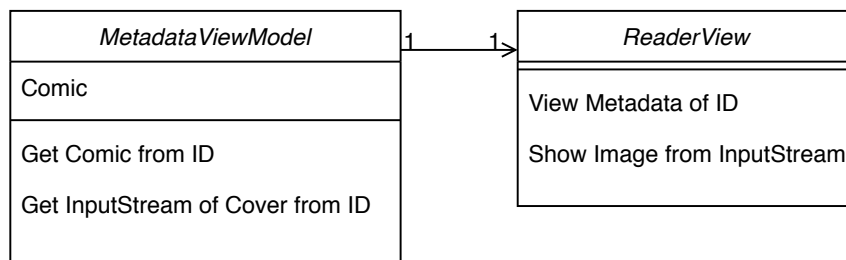 MetadataViewModel
Comic
Get Comic from ID
Get InputStream of Cover from ID
1
1
ReaderView
View Metadata of ID
Show Image from InputStream